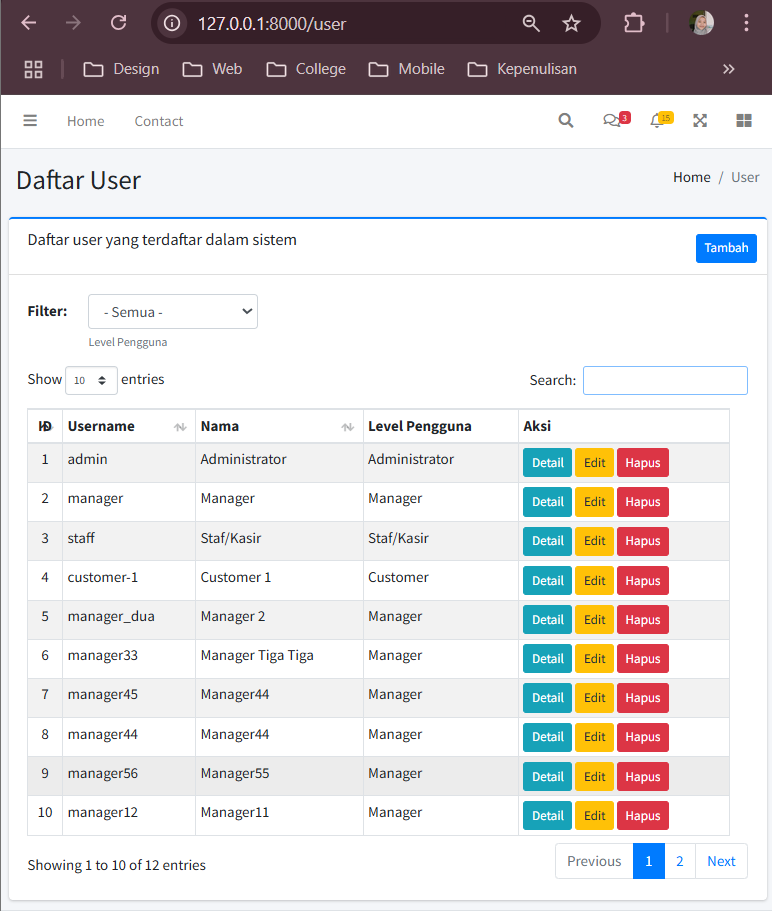 127.0.0.1:8000/user
Design Web College Mobile Kepenulisan
Home Contact 3 15
Daftar User
Home / User
Daftar user yang terdaftar dalam sistem
Tambah
Filter: - Semua -
Level Pengguna
Show 10 entries
Search:
ID Username Nama Level Pengguna Aksi
1 admin Administrator Administrator Detail Edit Hapus
2 manager Manager Manager Detail Edit Hapus
3 staff Staf/Kasir Staf/Kasir Detail Edit Hapus
4 customer-1 Customer 1 Customer Detail Edit Hapus
5 manager_dua Manager 2 Manager Detail Edit Hapus
6 manager33 Manager Tiga Tiga Manager Detail Edit Hapus
7 manager45 Manager44 Manager Detail Edit Hapus
8 manager44 Manager44 Manager Detail Edit Hapus
9 manager56 Manager55 Manager Detail Edit Hapus
10 manager12 Manager11 Manager Detail Edit Hapus
Showing 1 to 10 of 12 entries
Previous 1 2 Next